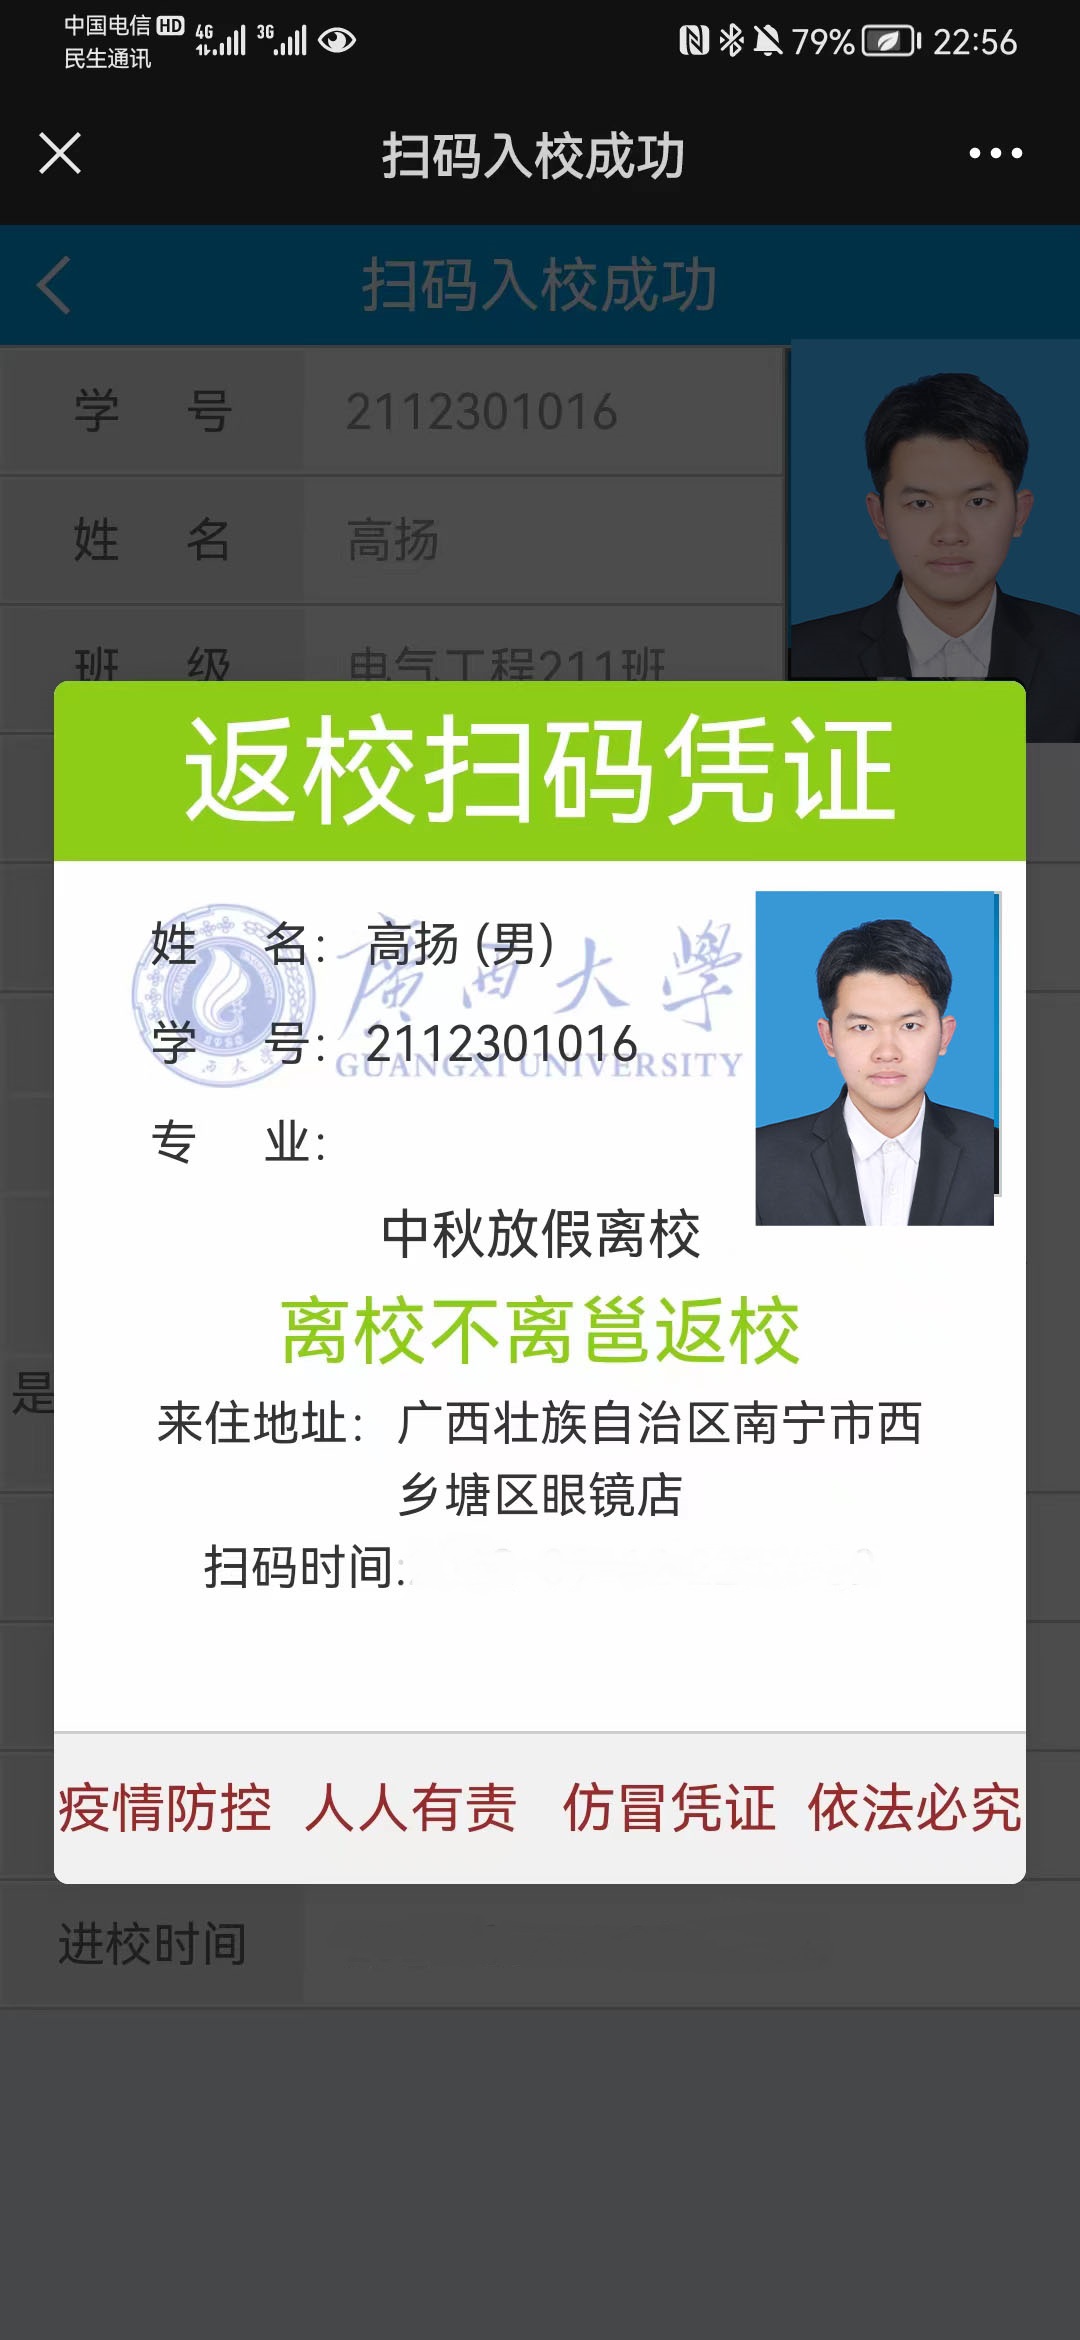 中国电信 HD 4G 3G 79% 22:56
民生通讯
扫码入校成功
扫码入校成功
学 号 2112301016
姓 名 高扬
班 级 电气工程211班
返校扫码凭证
姓 名: 高扬 (男)
廣西大學
学 号: 2112301016
GUANGXI UNIVERSITY
1928
西大
专 业:
中秋放假离校
离校不离邕返校
来住地址: 广西壮族自治区南宁市西
乡塘区眼镜店
是
扫码时间:
疫情防控 人人有责 仿冒凭证 依法必究
进校时间